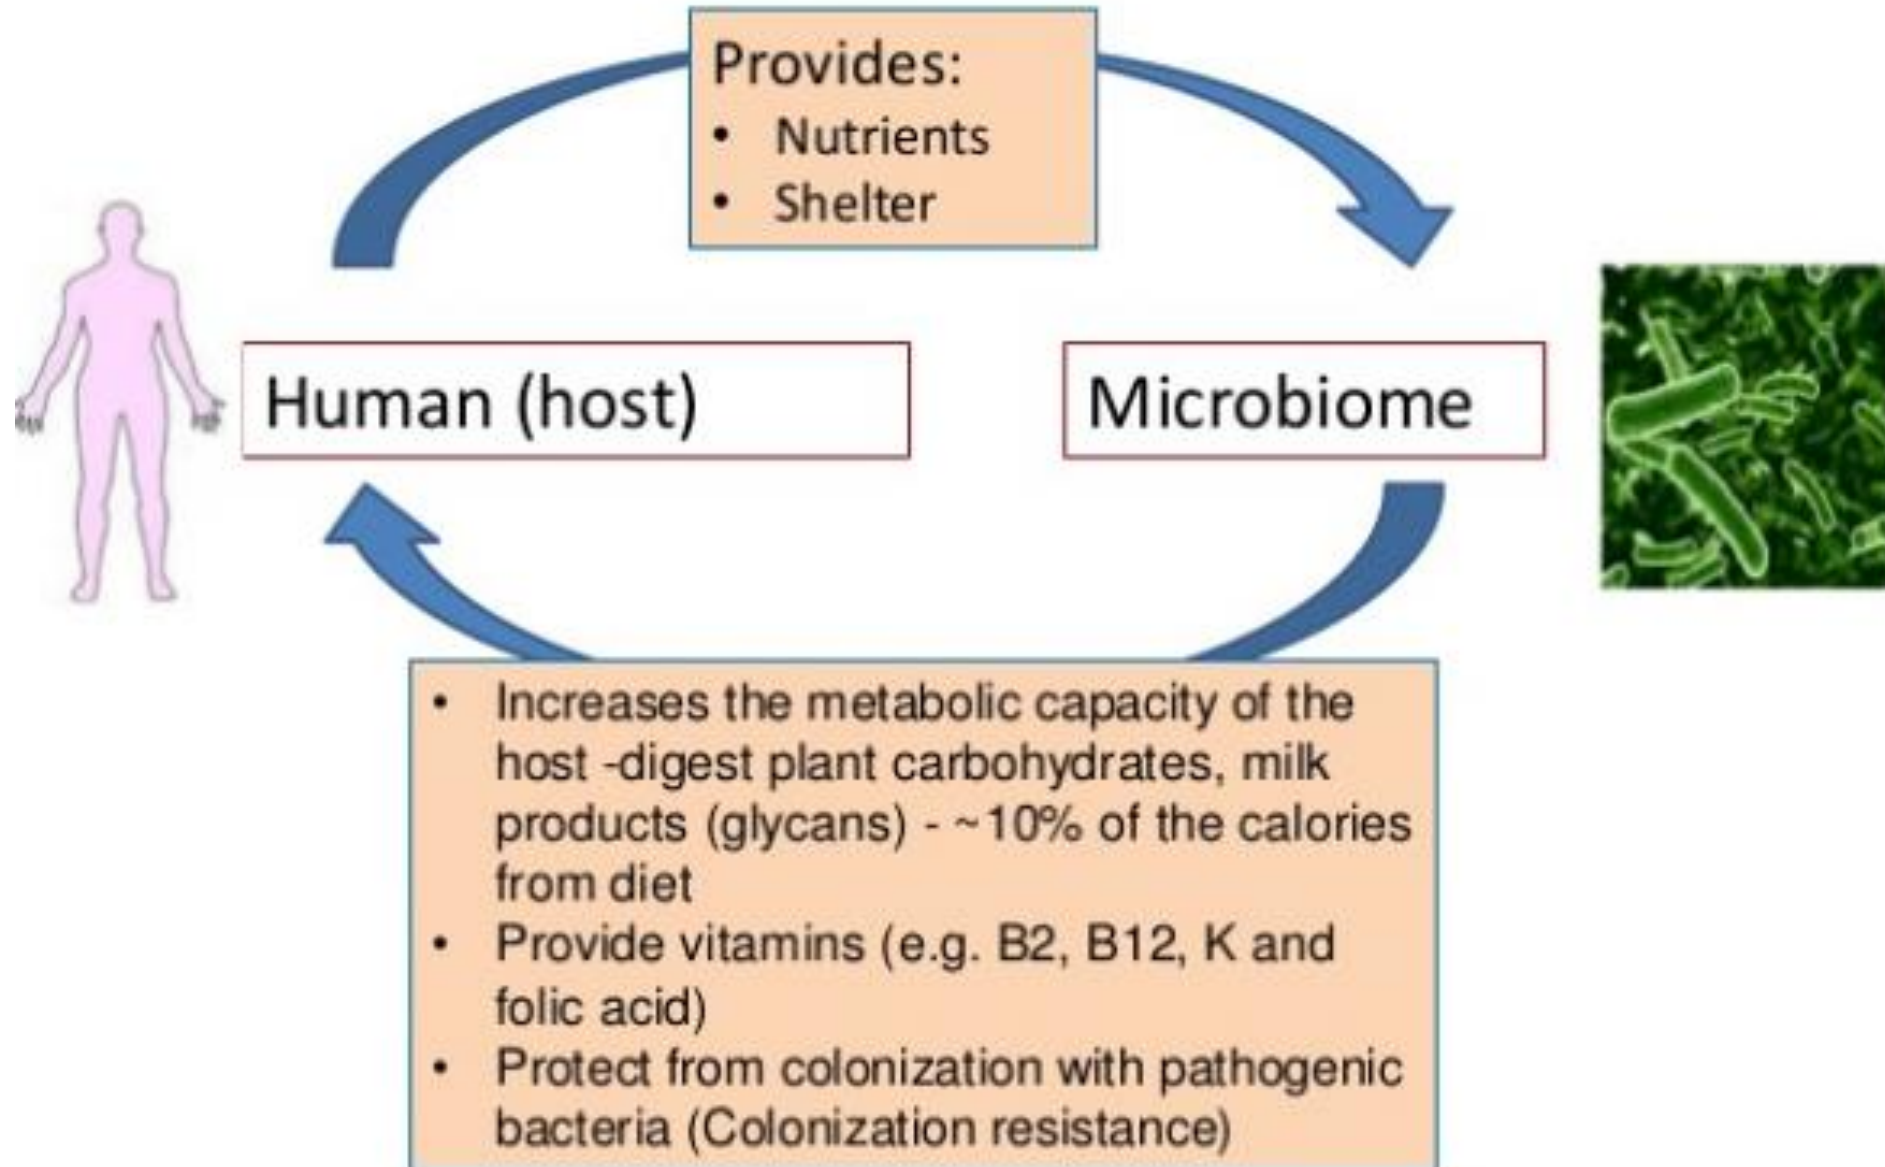 Provides:
• Nutrients
• Shelter
Human (host)
Microbiome
• Increases the metabolic capacity of the
host -digest plant carbohydrates, milk
products (glycans) - ~10% of the calories
from diet
• Provide vitamins (e.g. B2, B12, K and
folic acid)
• Protect from colonization with pathogenic
bacteria (Colonization resistance)